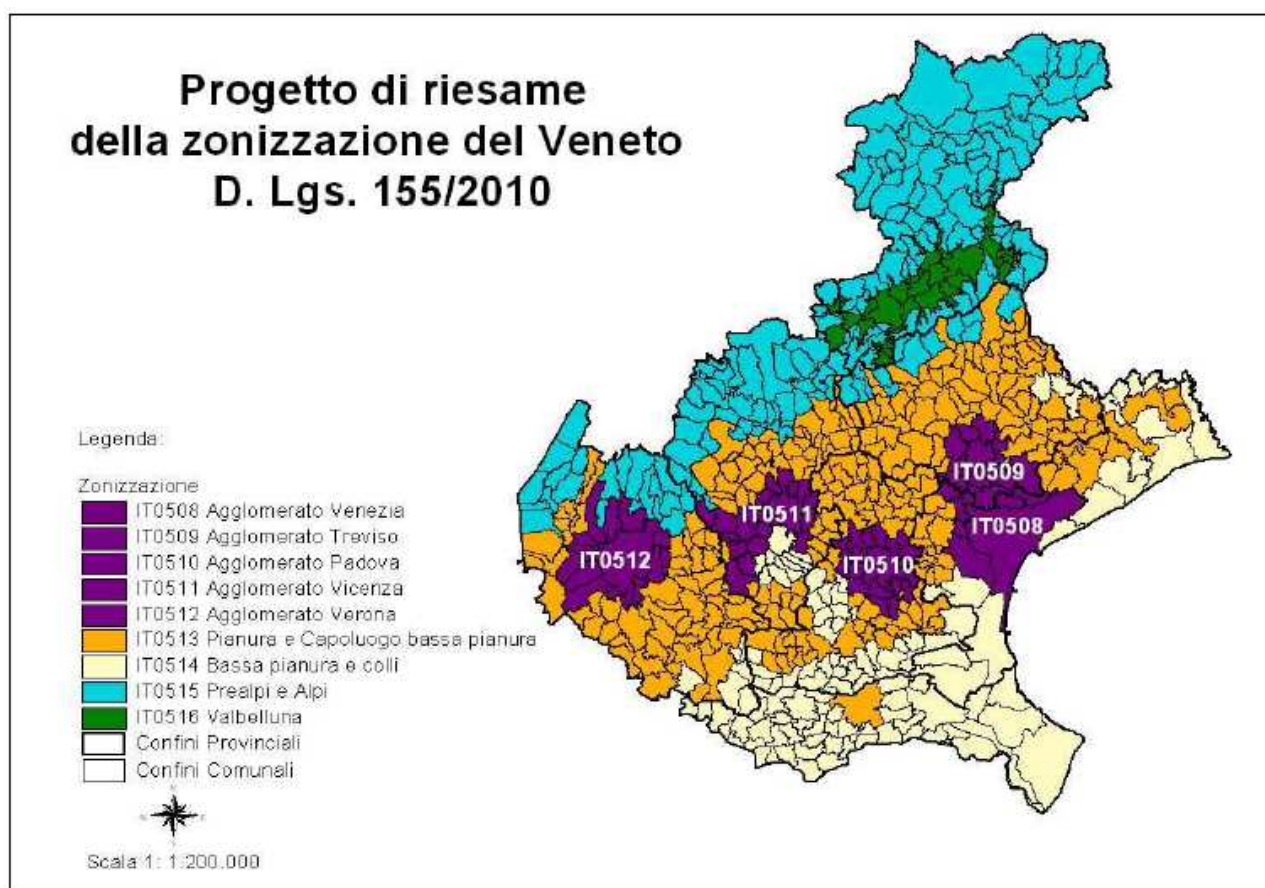 Progetto di riesame
della zonizzazione del Veneto
D. Lgs. 155/2010
IT0509
IT0511
IT0508
IT0512
IT0510
Legenda:
Zonizzazione
IT0508 Agglomerato Venezia
IT0509 Agglomerato Treviso
IT0510 Agglomerato Padova
IT0511 Agglomerato Vicenza
IT0512 Agglomerato Verona
IT0513 Pianura e Capoluogo bassa pianura
IT0514 Bassa pianura e colli
IT0515 Prealpi e Alpi
IT0516 Valbelluna
Confini Provinciali
Confini Comunali
Scala 1: 1:200.000